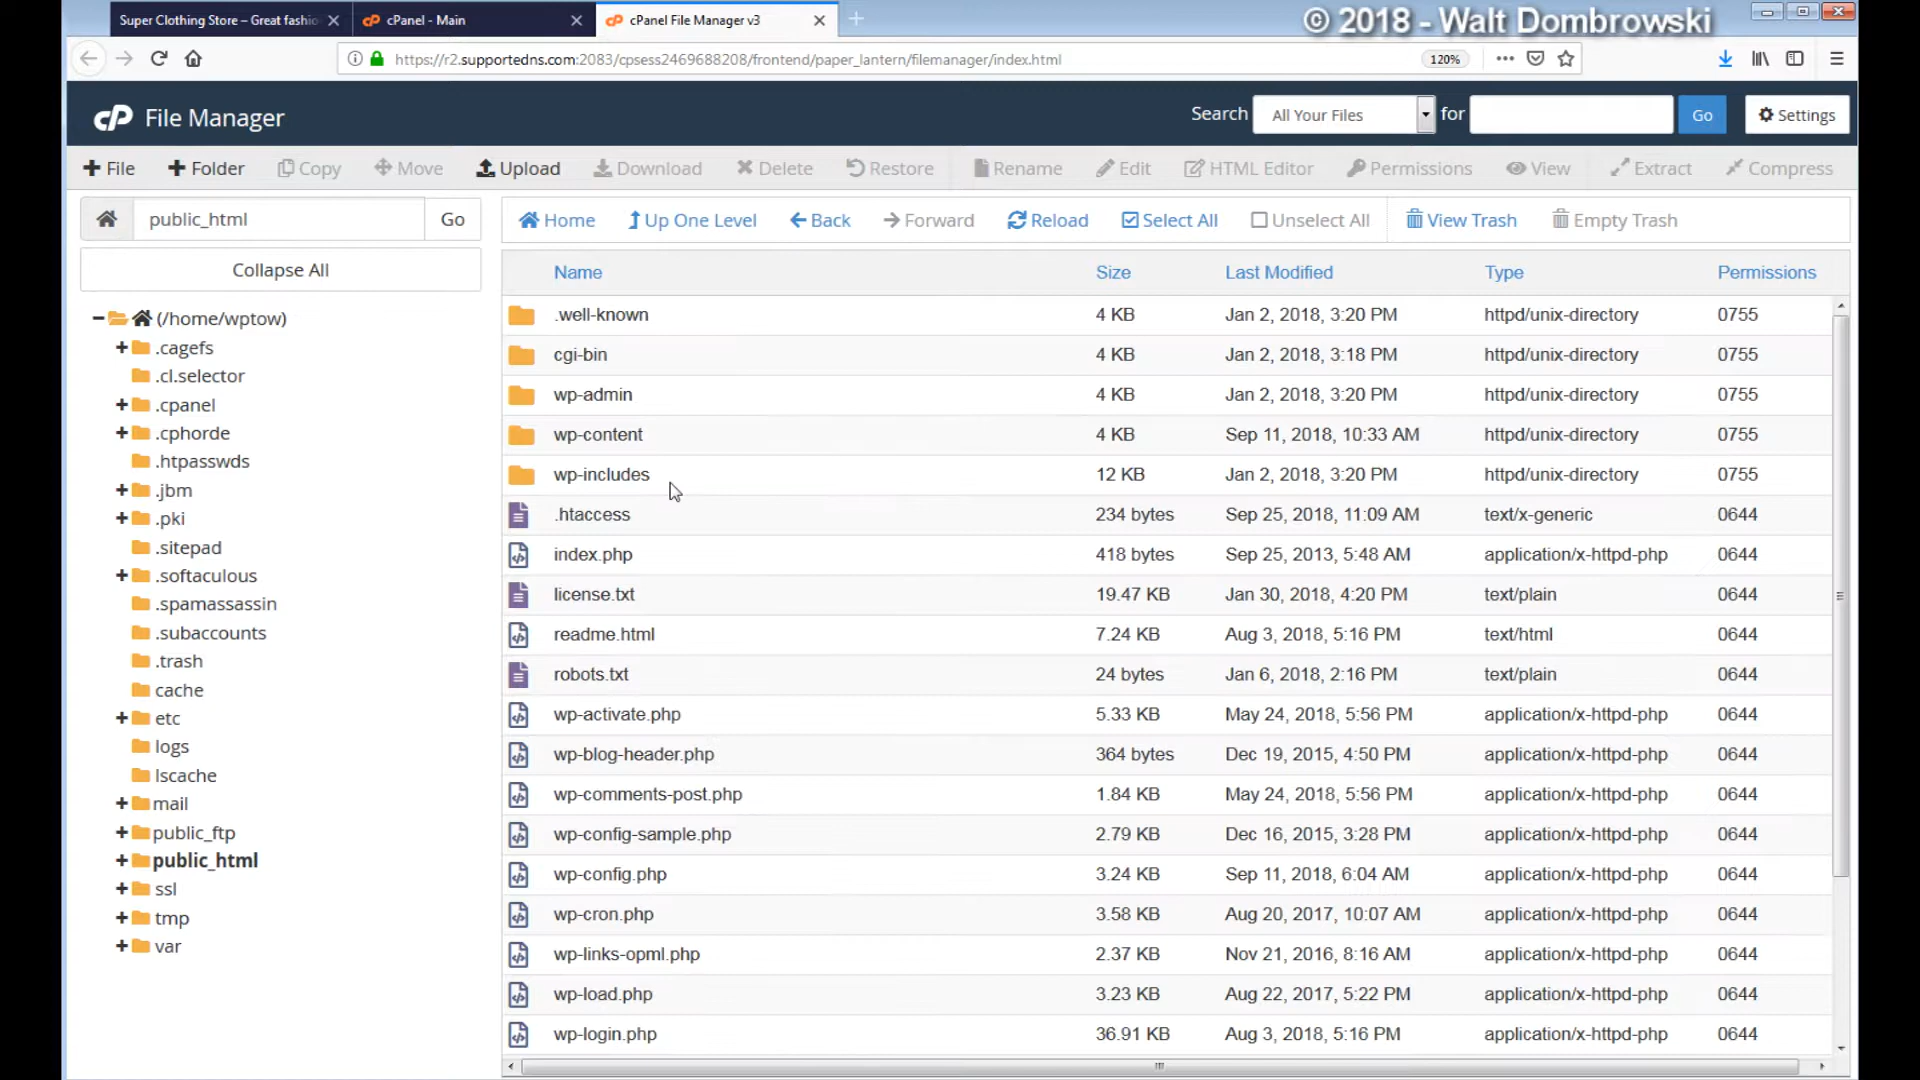 Super Clothing Store – Great fashio
cPanel - Main
cPanel File Manager v3
© 2018 - Walt Dombrowski
https://r2.supportedns.com:2083/cpsess2469688208/frontend/paper_lantern/filemanager/index.html
120%
cP File Manager
Search All Your Files for Go Settings
File Folder Copy Move Upload Download Delete Restore Rename Edit HTML Editor Permissions View Extract Compress
public_html Go
Home Up One Level Back Forward Reload Select All Unselect All View Trash Empty Trash
Collapse All
(/home/wptow)
.cagefs
.cl.selector
.cpanel
.cphorde
.htpasswds
.jbm
.pki
.sitepad
.softaculous
.spamassassin
.subaccounts
.trash
cache
etc
logs
lscache
mail
public_ftp
public_html
ssl
tmp
var
Name Size Last Modified Type Permissions
.well-known 4 KB Jan 2, 2018, 3:20 PM httpd/unix-directory 0755
cgi-bin 4 KB Jan 2, 2018, 3:18 PM httpd/unix-directory 0755
wp-admin 4 KB Jan 2, 2018, 3:20 PM httpd/unix-directory 0755
wp-content 4 KB Sep 11, 2018, 10:33 AM httpd/unix-directory 0755
wp-includes 12 KB Jan 2, 2018, 3:20 PM httpd/unix-directory 0755
.htaccess 234 bytes Sep 25, 2018, 11:09 AM text/x-generic 0644
index.php 418 bytes Sep 25, 2013, 5:48 AM application/x-httpd-php 0644
license.txt 19.47 KB Jan 30, 2018, 4:20 PM text/plain 0644
readme.html 7.24 KB Aug 3, 2018, 5:16 PM text/html 0644
robots.txt 24 bytes Jan 6, 2018, 2:16 PM text/plain 0644
wp-activate.php 5.33 KB May 24, 2018, 5:56 PM application/x-httpd-php 0644
wp-blog-header.php 364 bytes Dec 19, 2015, 4:50 PM application/x-httpd-php 0644
wp-comments-post.php 1.84 KB May 24, 2018, 5:56 PM application/x-httpd-php 0644
wp-config-sample.php 2.79 KB Dec 16, 2015, 3:28 PM application/x-httpd-php 0644
wp-config.php 3.24 KB Sep 11, 2018, 6:04 AM application/x-httpd-php 0644
wp-cron.php 3.58 KB Aug 20, 2017, 10:07 AM application/x-httpd-php 0644
wp-links-opml.php 2.37 KB Nov 21, 2016, 8:16 AM application/x-httpd-php 0644
wp-load.php 3.23 KB Aug 22, 2017, 5:22 PM application/x-httpd-php 0644
wp-login.php 36.91 KB Aug 3, 2018, 5:16 PM application/x-httpd-php 0644